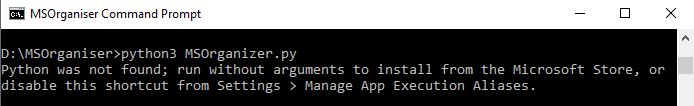 MSOrganiser Command Prompt
D:\MSOrganiser>python3 MSOrganizer.py
Python was not found; run without arguments to install from the Microsoft Store, or
disable this shortcut from Settings > Manage App Execution Aliases.